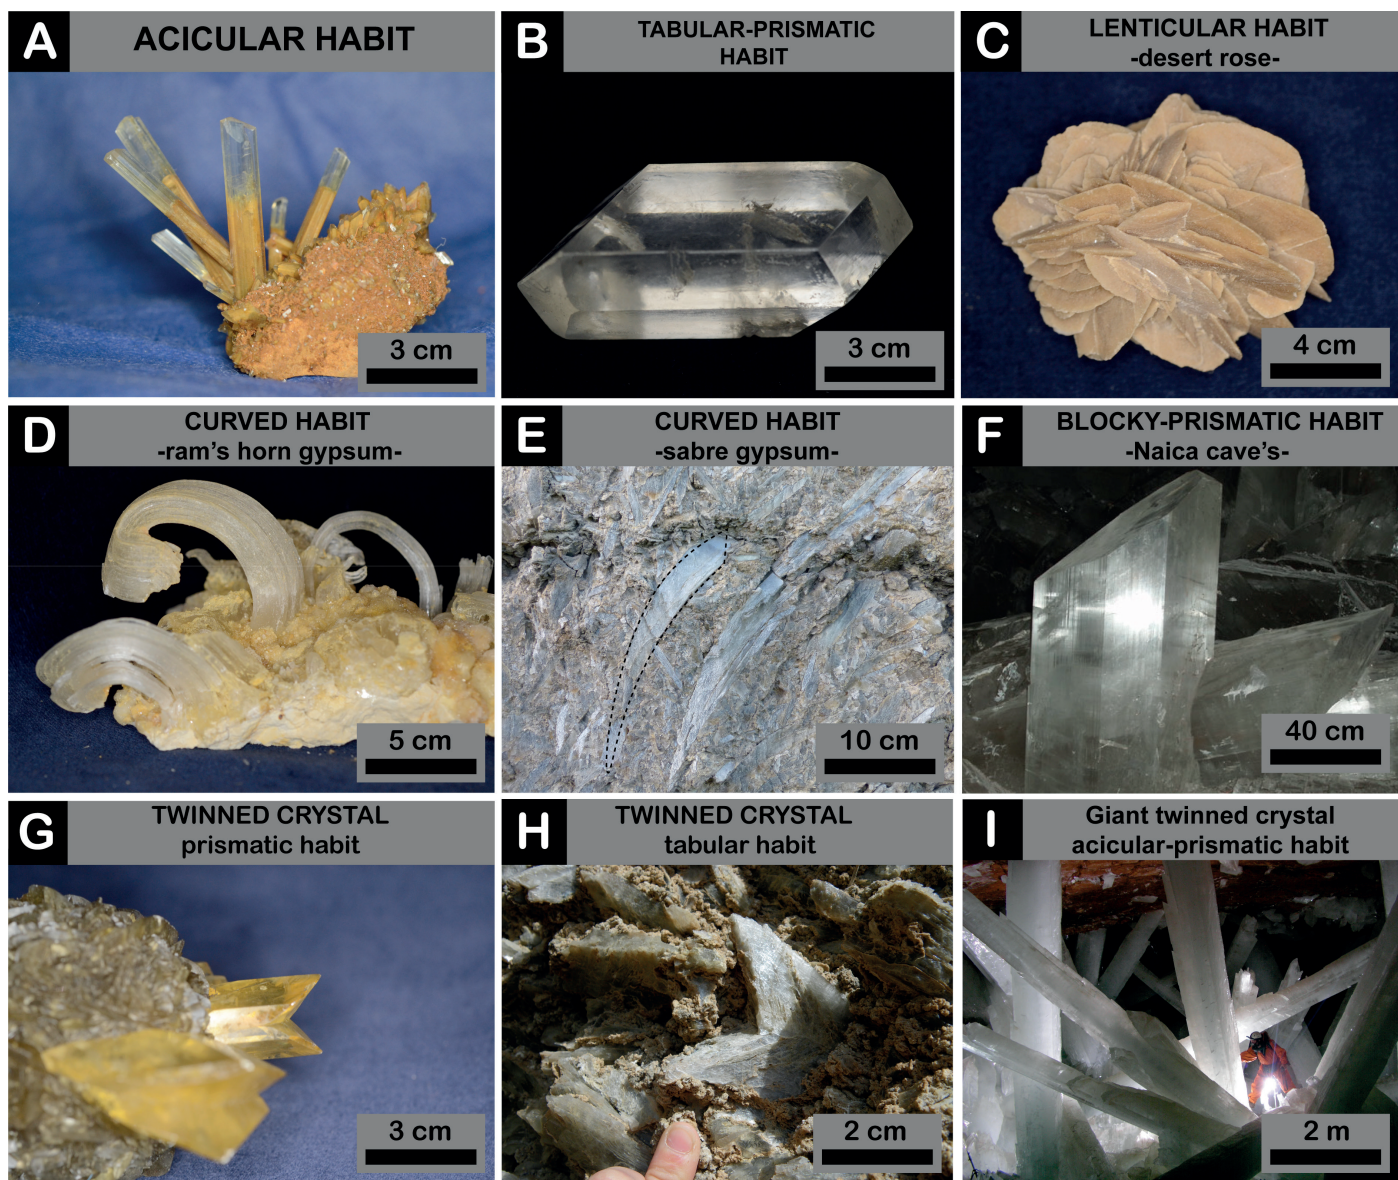 A
ACICULAR HABIT
3 cm
B
TABULAR-PRISMATIC
HABIT
3 cm
C
LENTICULAR HABIT
-desert rose-
4 cm
D
CURVED HABIT
-ram's horn gypsum-
5 cm
E
CURVED HABIT
-sabre gypsum-
10 cm
F
BLOCKY-PRISMATIC HABIT
-Naica cave's-
40 cm
G
TWINNED CRYSTAL
prismatic habit
3 cm
H
TWINNED CRYSTAL
tabular habit
2 cm
I
Giant twinned crystal
acicular-prismatic habit
2 m